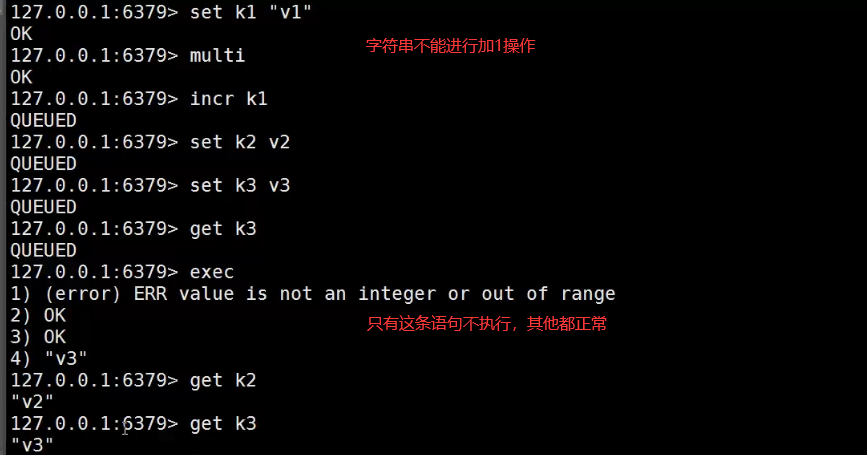 127.0.0.1:6379> set k1 "v1"
OK
字符串不能进行加1操作
127.0.0.1:6379> multi
OK
127.0.0.1:6379> incr k1
QUEUED
127.0.0.1:6379> set k2 v2
QUEUED
127.0.0.1:6379> set k3 v3
QUEUED
127.0.0.1:6379> get k3
QUEUED
127.0.0.1:6379> exec
1) (error) ERR value is not an integer or out of range
2) OK
只有这条语句不执行，其他都正常
3) OK
4) "v3"
127.0.0.1:6379> get k2
"v2"
127.0.0.1:6379> get k3
"v3"